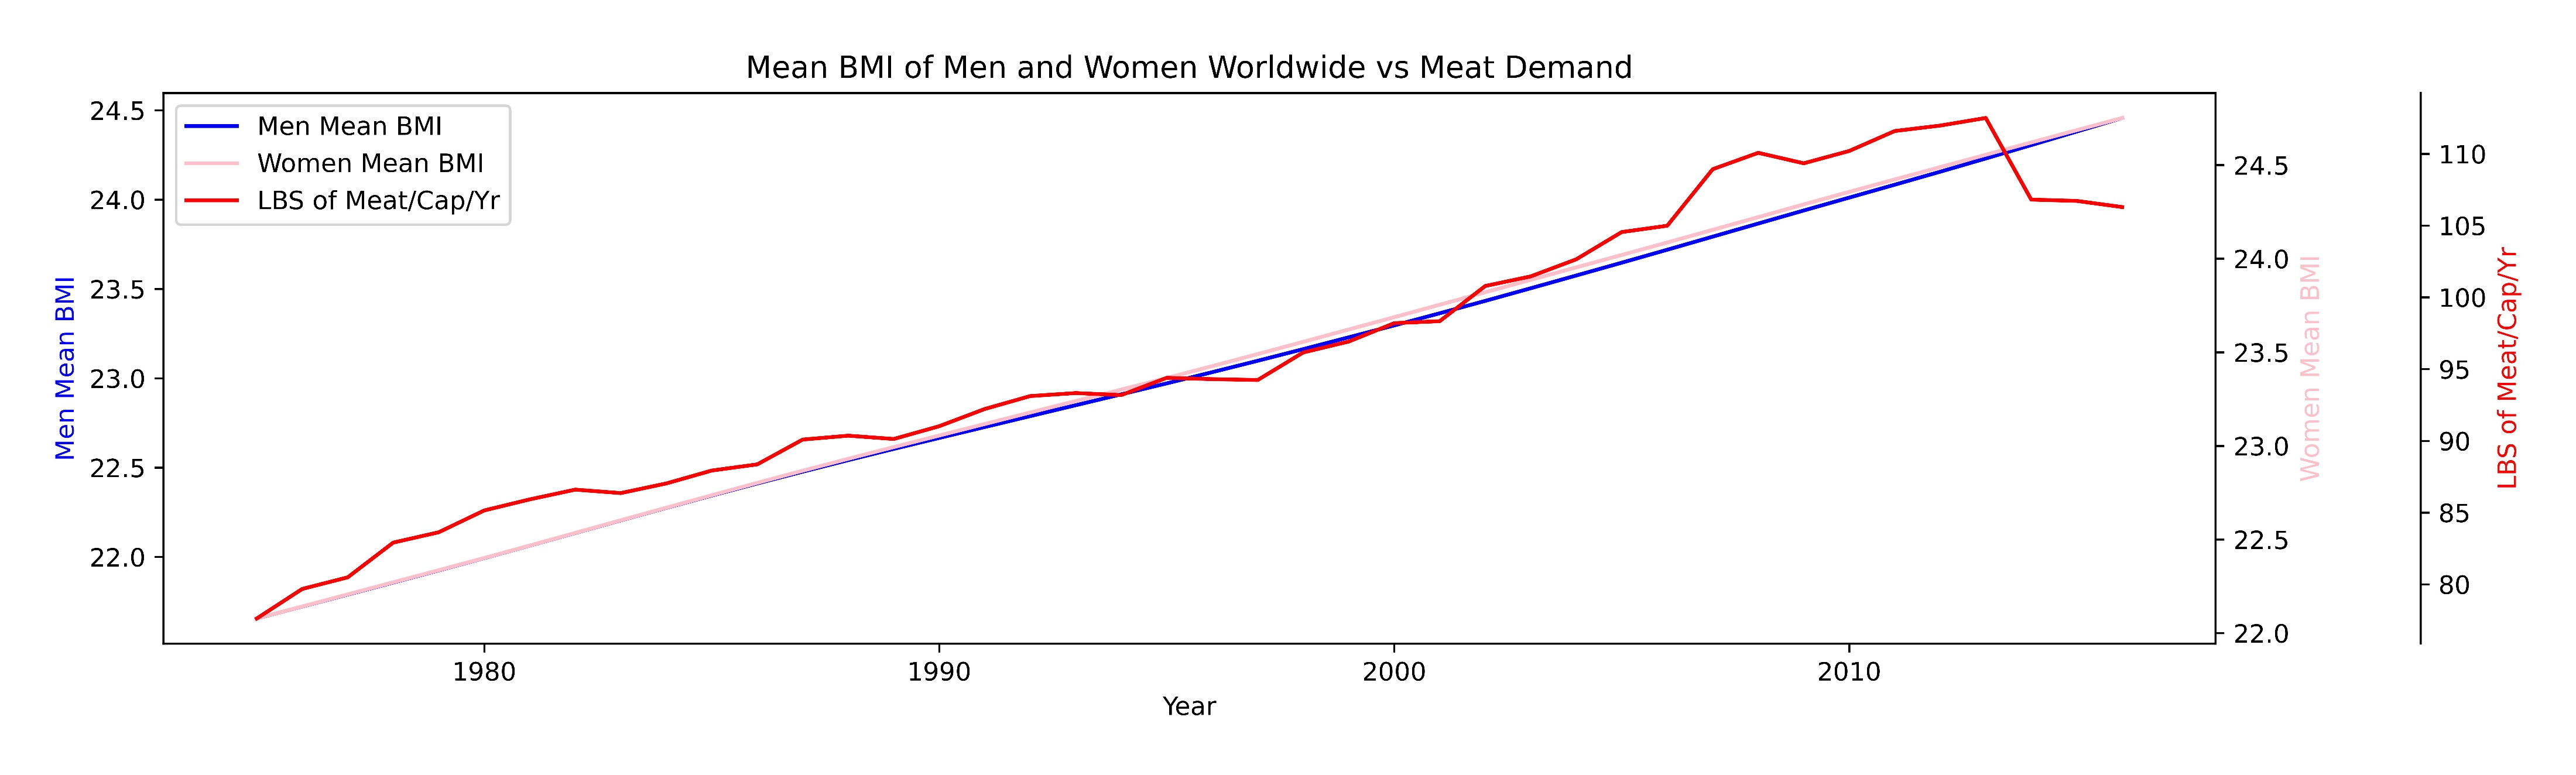 Mean BMI of Men and Women Worldwide vs Meat Demand
Men Mean BMI
Women Mean BMI
LBS of Meat/Cap/Yr
Men Mean BMI
24.5
24.0
23.5
23.0
22.5
22.0
1980
1990
2000
2010
Year
24.5
24.0
23.5
23.0
22.5
22.0
Women Mean BMI
110
105
100
95
90
85
80
LBS of Meat/Cap/Yr